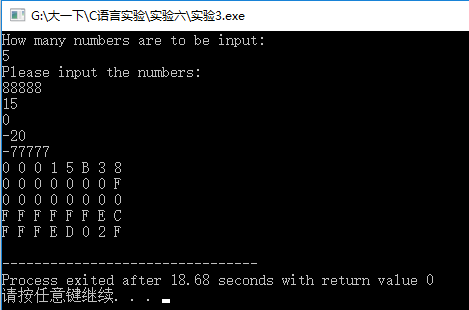 G:\大一下\C语言实验\实验六\实验3.exe
How many numbers are to be input:
5
Please input the numbers:
88888
15
0
-20
-77777
0 0 0 1 5 B 3 8
0 0 0 0 0 0 0 F
0 0 0 0 0 0 0 0
F F F F F F E C
F F F E D 0 2 F
--------------------------------
Process exited after 18.68 seconds with return value 0
请按任意键继续. . .